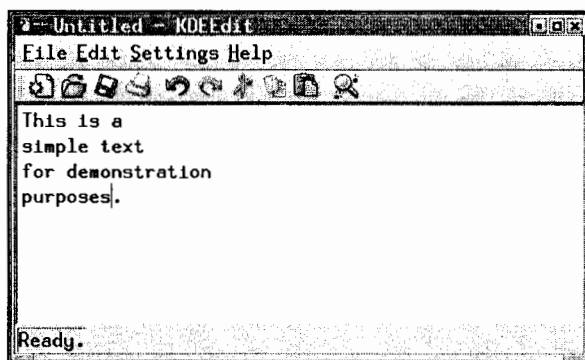 Untitled - KDEEdit
File Edit Settings Help
This is a
simple text
for demonstration
purposes.
Ready.